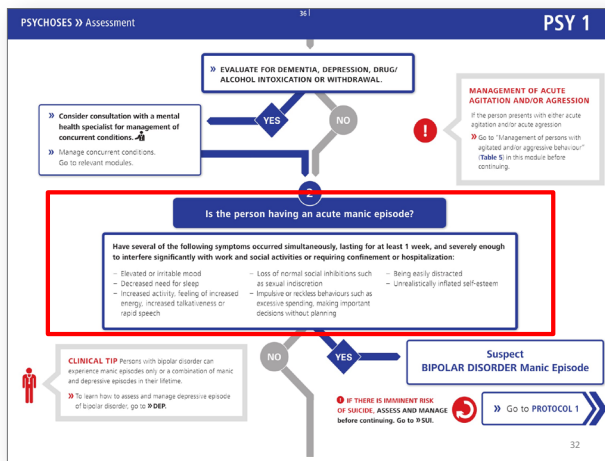 PSYCHOSES » Assessment
36
PSY 1
» EVALUATE FOR DEMENTIA, DEPRESSION, DRUG/
ALCOHOL INTOXICATION OR WITHDRAWAL.
YES
NO
» Consider consultation with a mental
health specialist for management of
concurrent conditions.
» Manage concurrent conditions.
Go to relevant modules.
!
MANAGEMENT OF ACUTE
AGITATION AND/OR AGRESSION
If the person presents with either acute
agitation and/or acute agression
» Go to "Management of persons with
agitated and/or aggressive behaviour"
(Table 5) in this module before
continuing.
2
Is the person having an acute manic episode?
Have several of the following symptoms occurred simultaneously, lasting for at least 1 week, and severely enough
to interfere significantly with work and social activities or requiring confinement or hospitalization:
– Elevated or irritable mood
– Decreased need for sleep
– Increased activity, feeling of increased
energy, increased talkativeness or
rapid speech
– Loss of normal social inhibitions such
as sexual indiscretion
– Impulsive or reckless behaviours such as
excessive spending, making important
decisions without planning
– Being easily distracted
– Unrealistically inflated self-esteem
CLINICAL TIP Persons with bipolar disorder can
experience manic episodes only or a combination of manic
and depressive episodes in their lifetime.
» To learn how to assess and manage depressive episode
of bipolar disorder, go to » DEP.
NO
YES
Suspect
BIPOLAR DISORDER Manic Episode
! IF THERE IS IMMINENT RISK
OF SUICIDE, ASSESS AND MANAGE
before continuing. Go to » SUI.
» Go to PROTOCOL 1
32